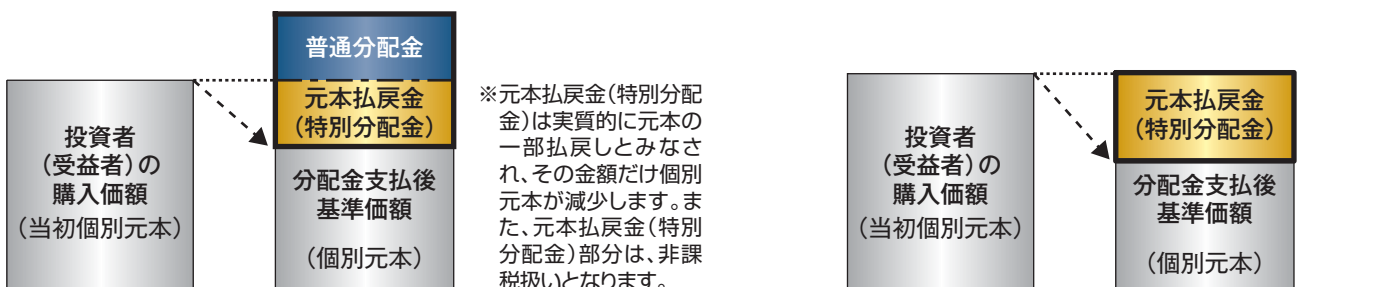 投資者
（受益者）の
購入価額
（当初個別元本）
普通分配金
元本払戻金
（特別分配金）
分配金支払後
基準価額
（個別元本）
※元本払戻金（特別分配
金）は実質的に元本の
一部払戻しとみなさ
れ、その金額だけ個別
元本が減少します。ま
た、元本払戻金（特別
分配金）部分は、非課
税扱いとなります。
投資者
（受益者）の
購入価額
（当初個別元本）
元本払戻金
（特別分配金）
分配金支払後
基準価額
（個別元本）